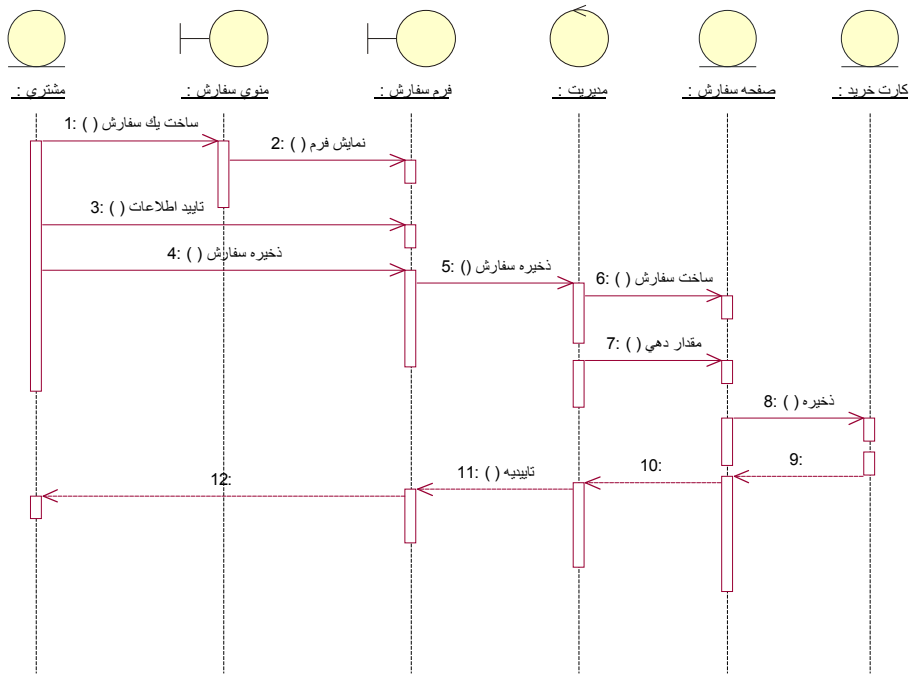 مشتري :
منوي سفارش :
فرم سفارش :
مديريت :
صفحه سفارش :
كارت خريد :
1: ساخت يك سفارش ( )
2: نمايش فرم ( )
3: تاييد اطلاعات ( )
4: ذخيره سفارش ( )
5: ذخيره سفارش ()
6: ساخت سفارش ( )
7: مقدار دهي ( )
8: ذخيره ( )
9:
10:
11: تاييديه ( )
12: